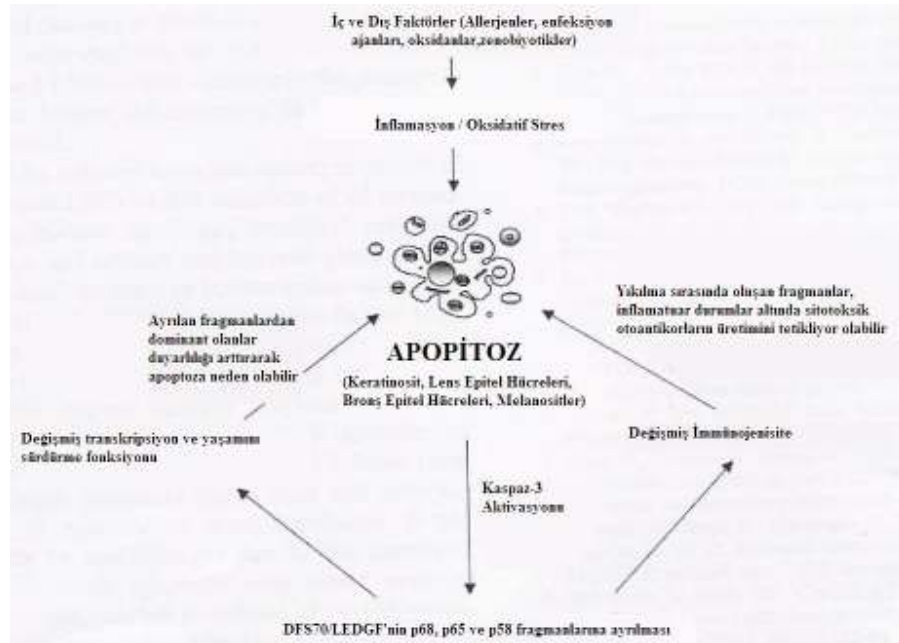 İç ve Dış Faktörler (Allerjenler, enfeksiyon
ajanları, oksidanlar,zenobiyotikler)
İnflamasyon / Oksidatif Stres
Yıkılma sırasında oluşan fragmanlar,
inflamatuar durumlar altında sitotoksik
otoantikorların üretimini tetikliyor olabilir
Ayrılan fragmanlardan
dominant olanlar
duyarlılığı arttırarak
apoptoza neden olabilir
APOPİTOZ
(Keratinosit, Lens Epitel Hücreleri,
Bronş Epitel Hücreleri, Melanositler)
Değişmiş transkripsiyon ve yaşamını
sürdürme fonksiyonu
Değişmiş İmmünojenisite
Kaspaz-3
Aktivasyonu
DFS70/LEDGF'nin p68, p65 ve p58 fragmanlarına ayrılması